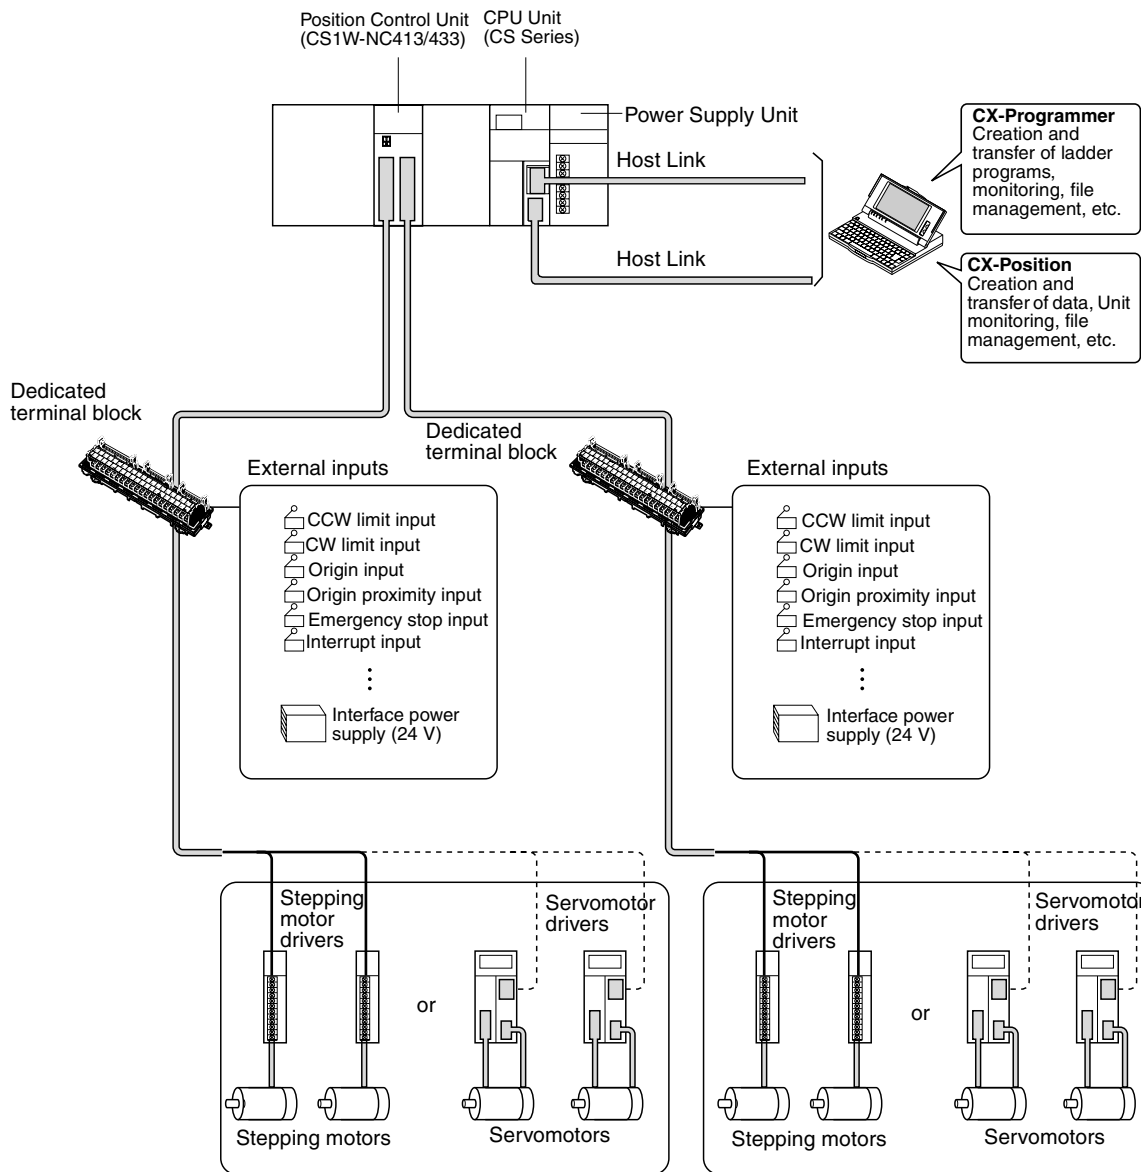 Position Control Unit
(CS1W-NC413/433)
CPU Unit
(CS Series)
Power Supply Unit
Host Link
Host Link
CX-Programmer
Creation and
transfer of ladder
programs,
monitoring, file
management, etc.
CX-Position
Creation and
transfer of data, Unit
monitoring, file
management, etc.
Dedicated
terminal block
Dedicated
terminal block
External inputs
CCW limit input
CW limit input
Origin input
Origin proximity input
Emergency stop input
Interrupt input
Interface power
supply (24 V)
External inputs
CCW limit input
CW limit input
Origin input
Origin proximity input
Emergency stop input
Interrupt input
Interface power
supply (24 V)
Stepping
motor
drivers
Servomotor
drivers
or
Stepping motors
Servomotors
Stepping
motor
drivers
Servomotor
drivers
or
Stepping motors
Servomotors